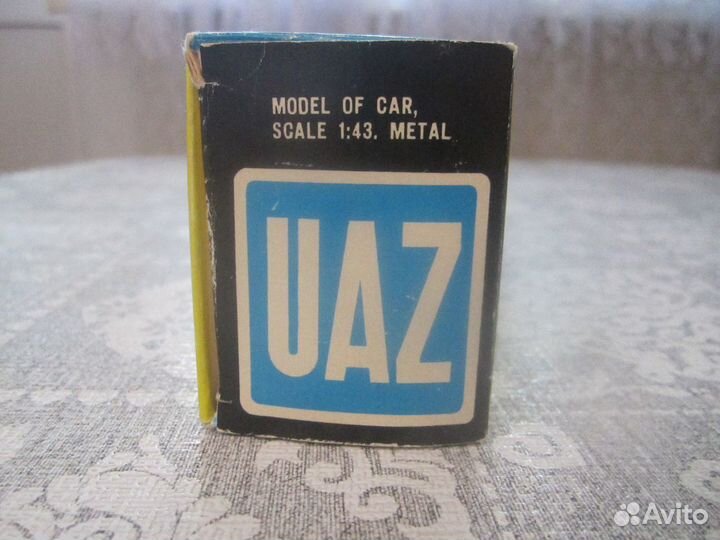 MODEL OF CAR,
SCALE 1:43. METAL
UAZ
Avito